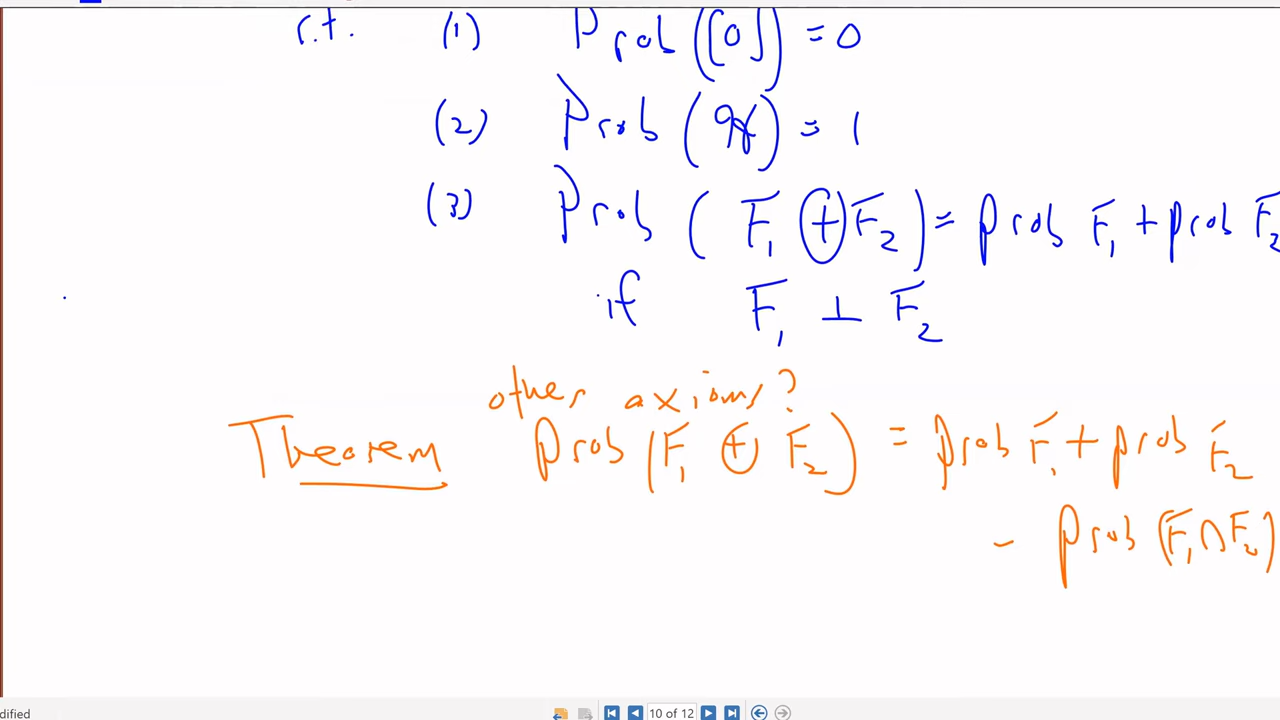 r.t. (1) Prob([0]) = 0
(2) Prob(ℋ) = 1
(3) Prob(F₁ ⊕ F₂) = prob F₁ + prob F₂
if F₁ ⊥ F₂
other axioms?
Theorem prob(F₁ ⊕ F₂) = prob F₁ + prob F₂
- Prob(F₁ ∩ F₂)
dified 10 of 12